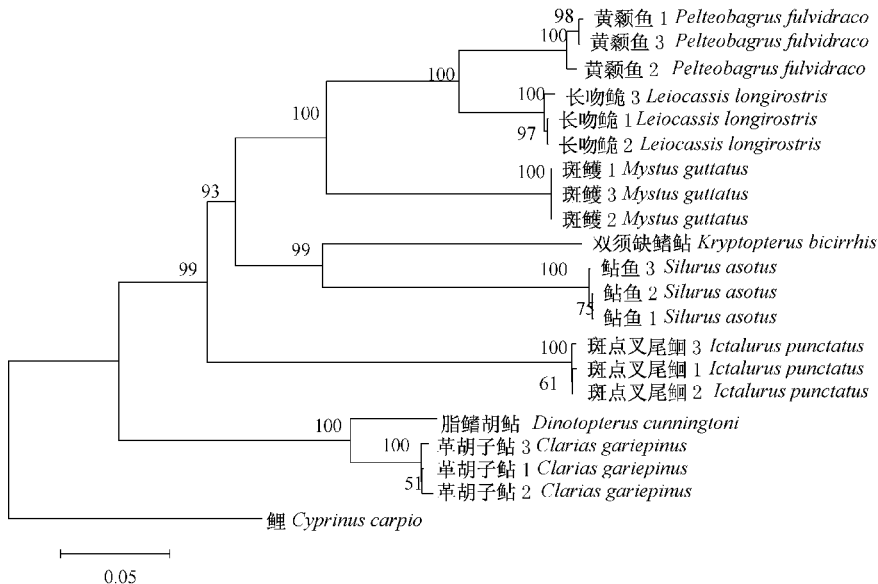 98 黄颡鱼 1 Pelteobagrus fulvidraco
100 黄颡鱼 3 Pelteobagrus fulvidraco
黄颡鱼 2 Pelteobagrus fulvidraco
100
100 长吻鮠 3 Leiocassis longirostris
长吻鮠 1 Leiocassis longirostris
97 长吻鮠 2 Leiocassis longirostris
100
100 斑鳠 1 Mystus guttatus
斑鳠 3 Mystus guttatus
斑鳠 2 Mystus guttatus
93
99 双须缺鳍鲇 Kryptopterus bicirrhis
100 鲇鱼 3 Silurus asotus
鲇鱼 2 Silurus asotus
75 鲇鱼 1 Silurus asotus
99
100 斑点叉尾鮰 3 Ictalurus punctatus
斑点叉尾鮰 1 Ictalurus punctatus
61 斑点叉尾鮰 2 Ictalurus punctatus
100 脂鳍胡鲇 Dinotopterus cunningtoni
100 革胡子鲇 3 Clarias gariepinus
革胡子鲇 1 Clarias gariepinus
51 革胡子鲇 2 Clarias gariepinus
鲤 Cyprinus carpio
0.05